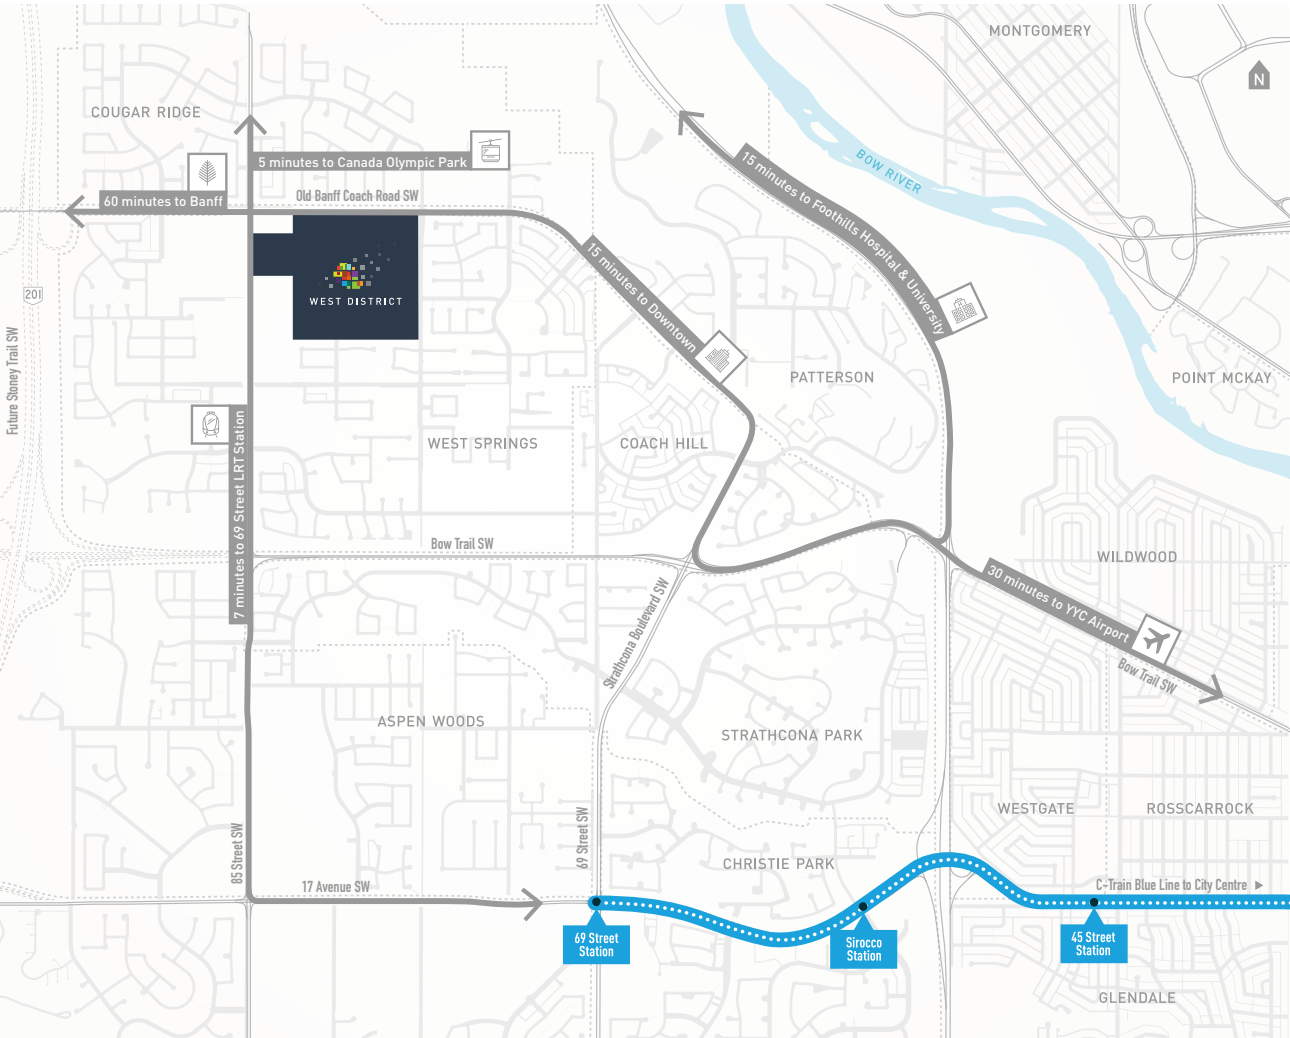 MONTGOMERY
N
COUGAR RIDGE
5 minutes to Canada Olympic Park
15 minutes to Foothills Hospital & University
BOW RIVER
60 minutes to Banff
Old Banff Coach Road SW
15 minutes to Downtown
201
WEST DISTRICT
Future Stoney Trail SW
PATTERSON
POINT MCKAY
7 minutes to 69 Street LRT Station
WEST SPRINGS
COACH HILL
Bow Trail SW
WILDWOOD
30 minutes to YYC Airport
Strathcona Boulevard SW
Bow Trail SW
ASPEN WOODS
STRATHCONA PARK
WESTGATE
ROSSCARROCK
85 Street SW
69 Street SW
CHRISTIE PARK
17 Avenue SW
C-Train Blue Line to City Centre
69 Street
Station
Sirocco
Station
45 Street
Station
GLENDALE